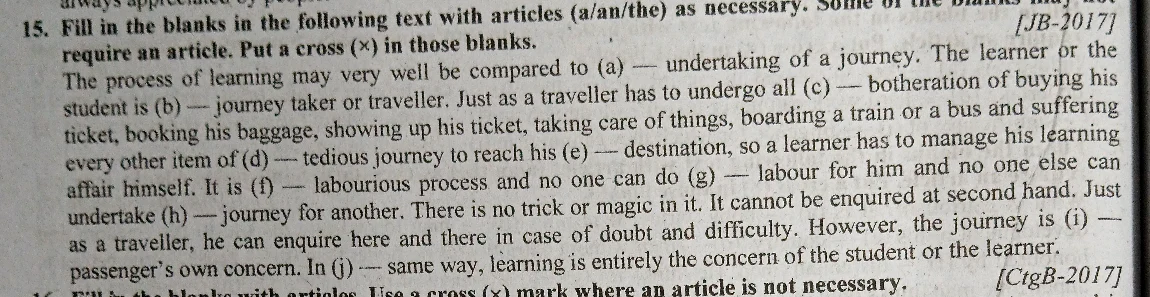 always appreciated by
15. Fill in the blanks in the following text with articles (a/an/the) as necessary. Some of the blanks may not
require an article. Put a cross (×) in those blanks. [JB-2017]
The process of learning may very well be compared to (a) — undertaking of a journey. The learner or the
student is (b) — journey taker or traveller. Just as a traveller has to undergo all (c) — botheration of buying his
ticket, booking his baggage, showing up his ticket, taking care of things, boarding a train or a bus and suffering
every other item of (d) — tedious journey to reach his (e) — destination, so a learner has to manage his learning
affair himself. It is (f) — labourious process and no one can do (g) — labour for him and no one else can
undertake (h) — journey for another. There is no trick or magic in it. It cannot be enquired at second hand. Just
as a traveller, he can enquire here and there in case of doubt and difficulty. However, the journey is (i) —
passenger's own concern. In (j) — same way, learning is entirely the concern of the student or the learner.
the blanks with articles. Use a cross (×) mark where an article is not necessary. [CtgB-2017]